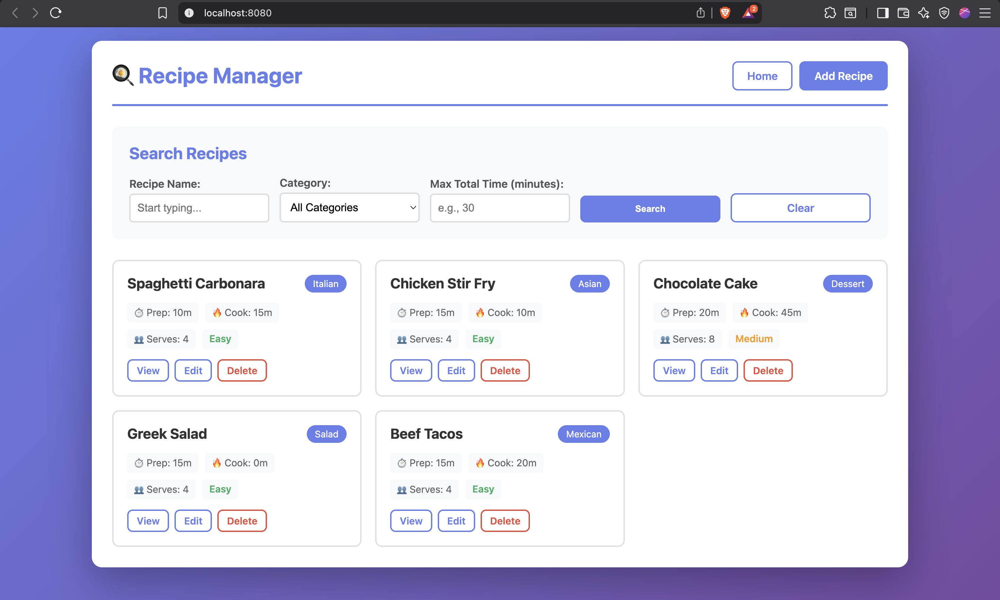 localhost:8080
2
Recipe Manager
Home
Add Recipe
Search Recipes
Recipe Name:
Category:
Max Total Time (minutes):
Start typing...
All Categories
e.g., 30
Search
Clear
Spaghetti Carbonara
Italian
Prep: 10m
Cook: 15m
Serves: 4
Easy
View
Edit
Delete
Chicken Stir Fry
Asian
Prep: 15m
Cook: 10m
Serves: 4
Easy
View
Edit
Delete
Chocolate Cake
Dessert
Prep: 20m
Cook: 45m
Serves: 8
Medium
View
Edit
Delete
Greek Salad
Salad
Prep: 15m
Cook: 0m
Serves: 4
Easy
View
Edit
Delete
Beef Tacos
Mexican
Prep: 15m
Cook: 20m
Serves: 4
Easy
View
Edit
Delete